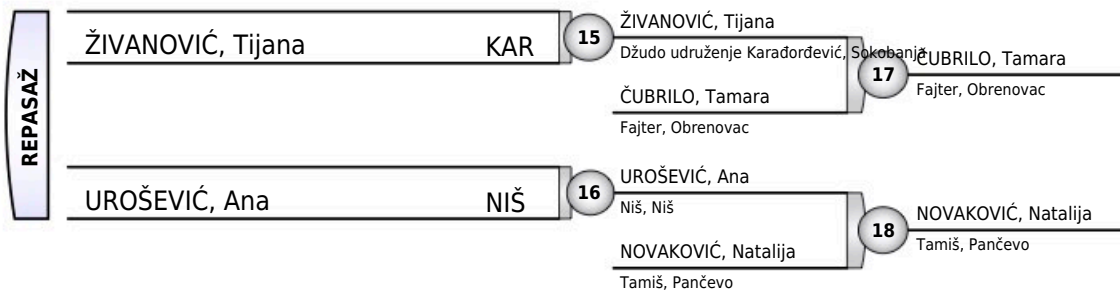 REPASAŽ
ŽIVANOVIĆ, Tijana KAR
15
ŽIVANOVIĆ, Tijana
Džudo udruženje Karađorđević, Sokobanja
ČUBRILO, Tamara
Fajter, Obrenovac
17
ČUBRILO, Tamara
Fajter, Obrenovac
UROŠEVIĆ, Ana NIŠ
16
UROŠEVIĆ, Ana
Niš, Niš
NOVAKOVIĆ, Natalija
Tamiš, Pančevo
18
NOVAKOVIĆ, Natalija
Tamiš, Pančevo